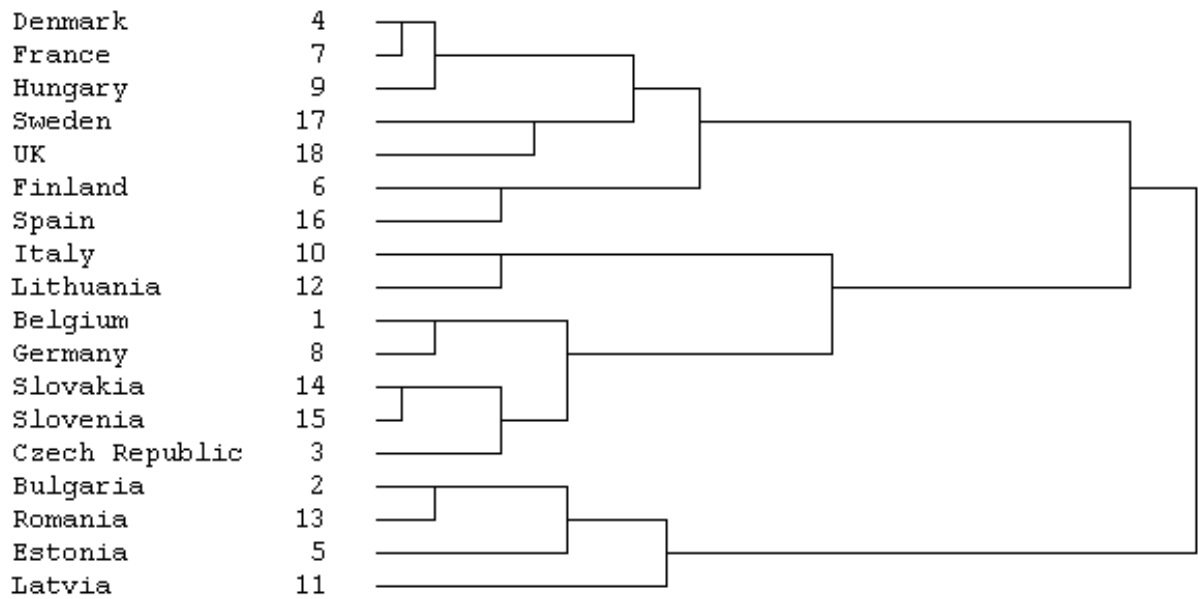 Denmark 4
France 7
Hungary 9
Sweden 17
UK 18
Finland 6
Spain 16
Italy 10
Lithuania 12
Belgium 1
Germany 8
Slovakia 14
Slovenia 15
Czech Republic 3
Bulgaria 2
Romania 13
Estonia 5
Latvia 11